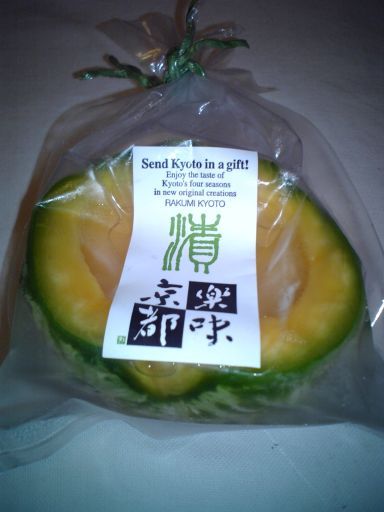 Send Kyoto in a gift!
Enjoy the taste of
Kyoto's four seasons
in new original creations
RAKUMI KYOTO
漬
京樂
都味